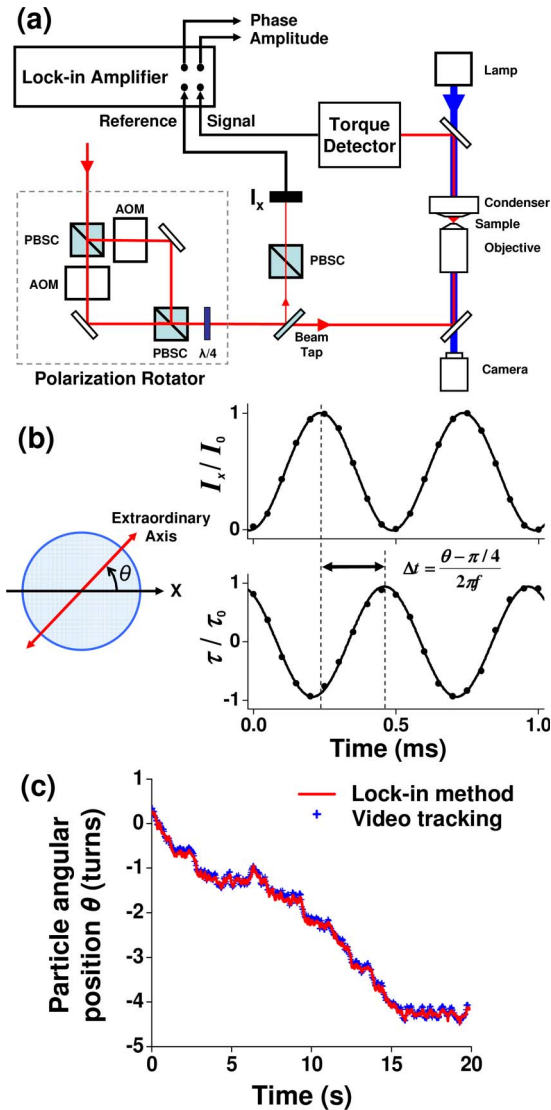 (a)
Phase
Amplitude
Lock-in Amplifier
Reference
Signal
Torque
Detector
Lamp
Condenser
Sample
Objective
I_x
PBSC
AOM
PBSC
AOM
PBSC
λ/4
Beam
Tap
Polarization Rotator
Camera
(b)
Extraordinary
Axis
θ
X
I_x / I_0
1
0
Δt = (θ − π / 4) / 2πf
τ / τ_0
1
0
-1
0.0
0.5
1.0
Time (ms)
(c)
Lock-in method
Video tracking
Particle angular
position θ (turns)
1
0
-1
-2
-3
-4
-5
0
5
10
15
20
Time (s)